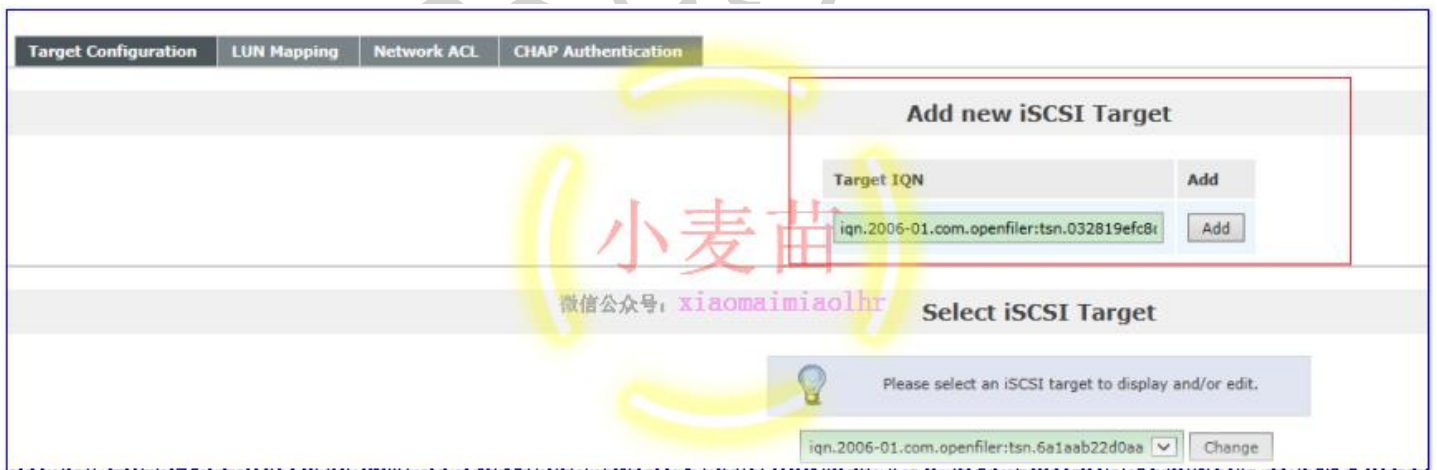 Target Configuration LUN Mapping Network ACL CHAP Authentication
Add new iSCSI Target
Target IQN Add
iqn.2006-01.com.openfiler:tsn.032819efc8 Add
小麦苗
微信公众号：xiaomaimiaolhr
Select iSCSI Target
Please select an iSCSI target to display and/or edit.
iqn.2006-01.com.openfiler:tsn.6a1aab22d0aa Change